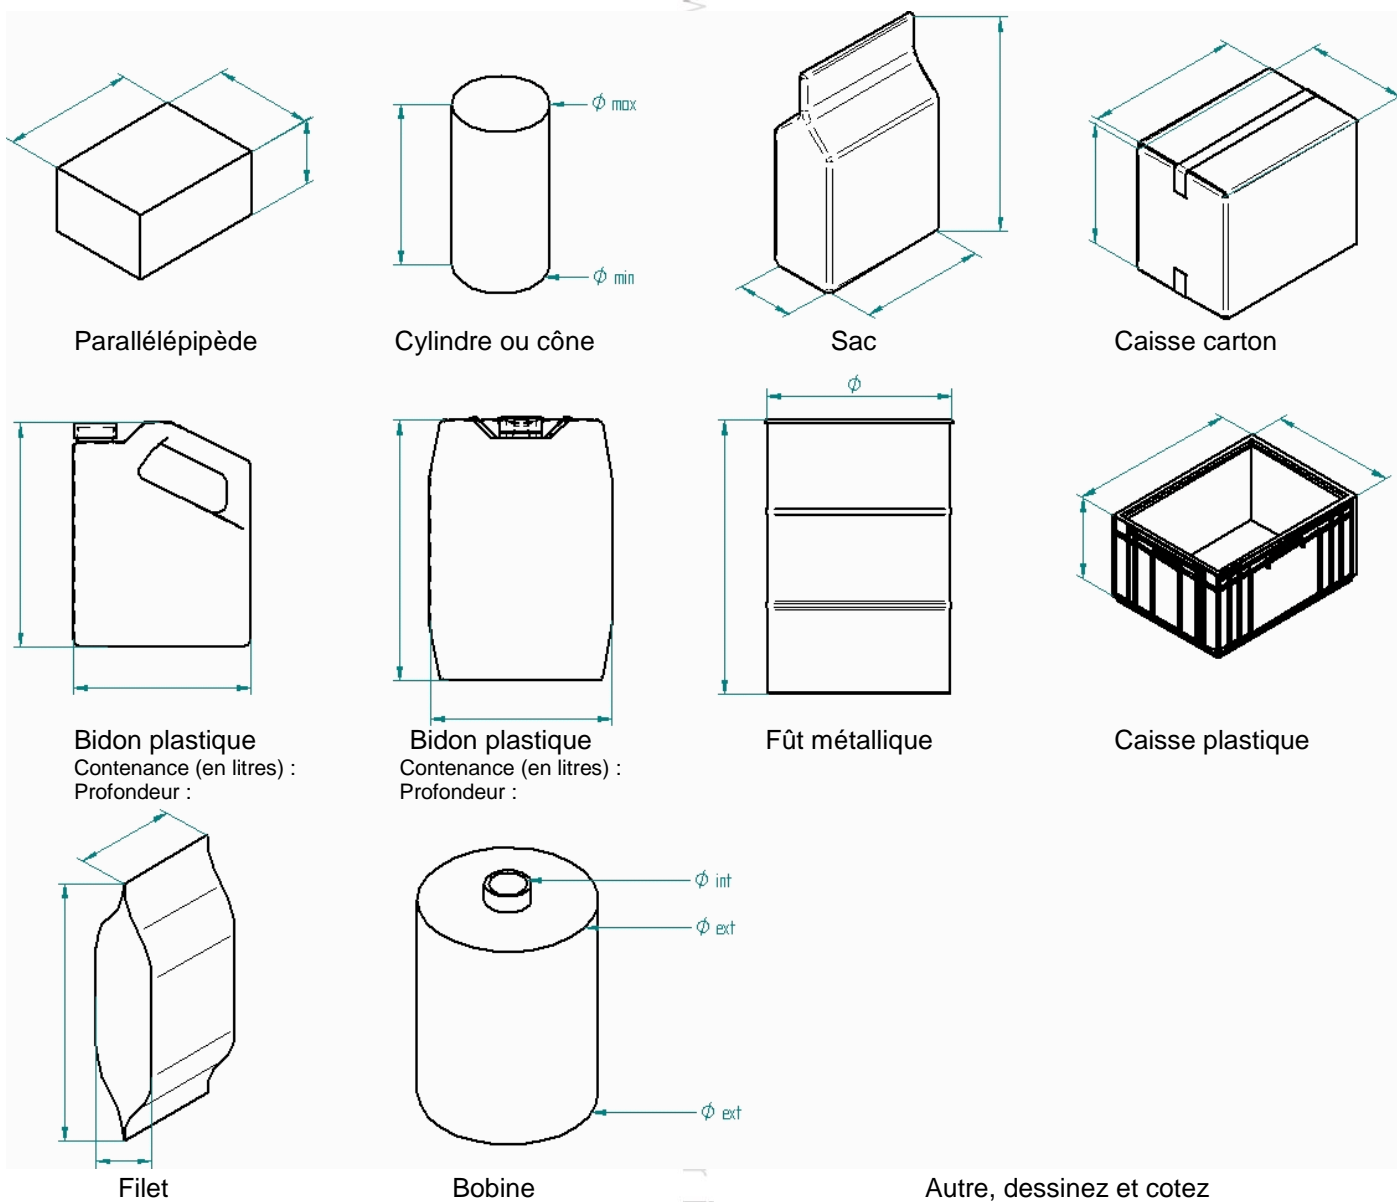 ϕ max
ϕ min
Parallélépipède
Cylindre ou cône
Sac
Caisse carton
ϕ
Bidon plastique
Contenance (en litres) :
Profondeur :
Bidon plastique
Contenance (en litres) :
Profondeur :
Fût métallique
Caisse plastique
ϕ int
ϕ ext
ϕ ext
Filet
Bobine
Autre, dessinez et cotez